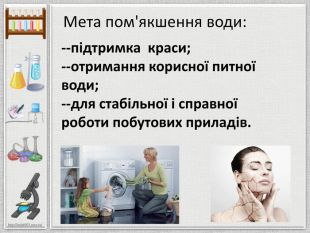 Мета пом'якшення води:
--підтримка краси;
--отримання корисної питної
води;
--для стабільної і справної
роботи побутових приладів.